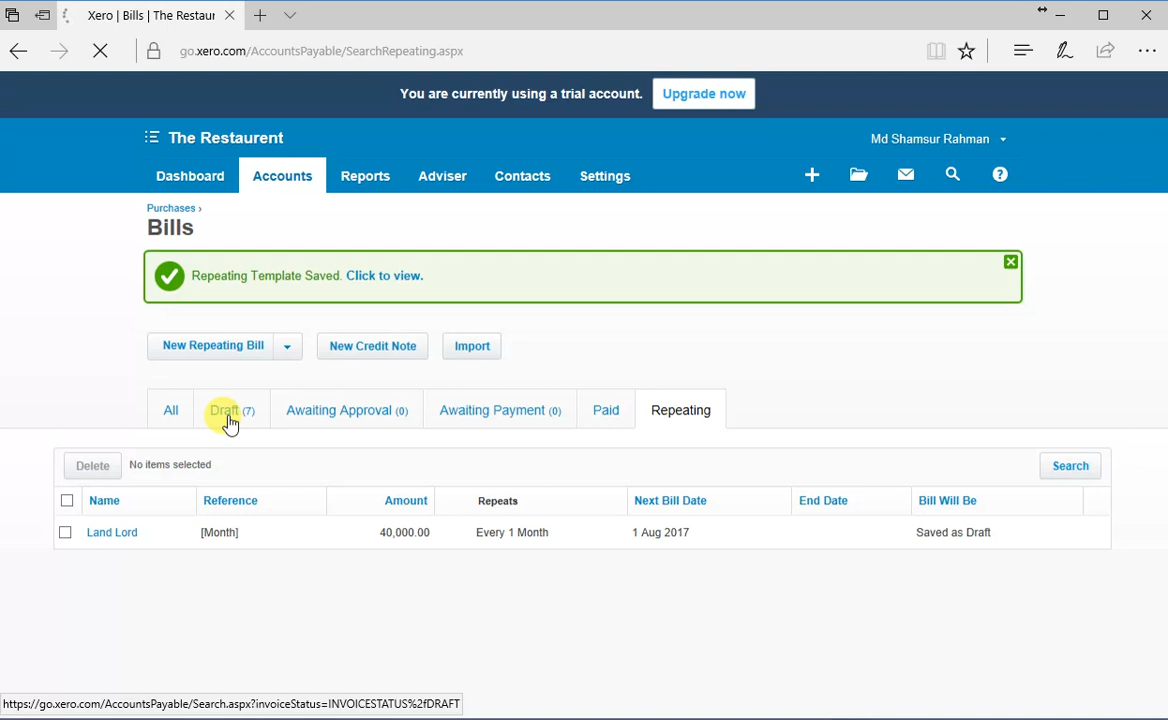 Xero | Bills | The Restaur
go.xero.com/AccountsPayable/SearchRepeating.aspx
You are currently using a trial account. Upgrade now
The Restaurent Md Shamsur Rahman
Dashboard Accounts Reports Adviser Contacts Settings
Purchases ›
Bills
Repeating Template Saved. Click to view.
New Repeating Bill New Credit Note Import
All Draft (7) Awaiting Approval (0) Awaiting Payment (0) Paid Repeating
Delete No items selected Search
Name Reference Amount Repeats Next Bill Date End Date Bill Will Be
Land Lord [Month] 40,000.00 Every 1 Month 1 Aug 2017 Saved as Draft
https://go.xero.com/AccountsPayable/Search.aspx?invoiceStatus=INVOICESTATUS%2fDRAFT